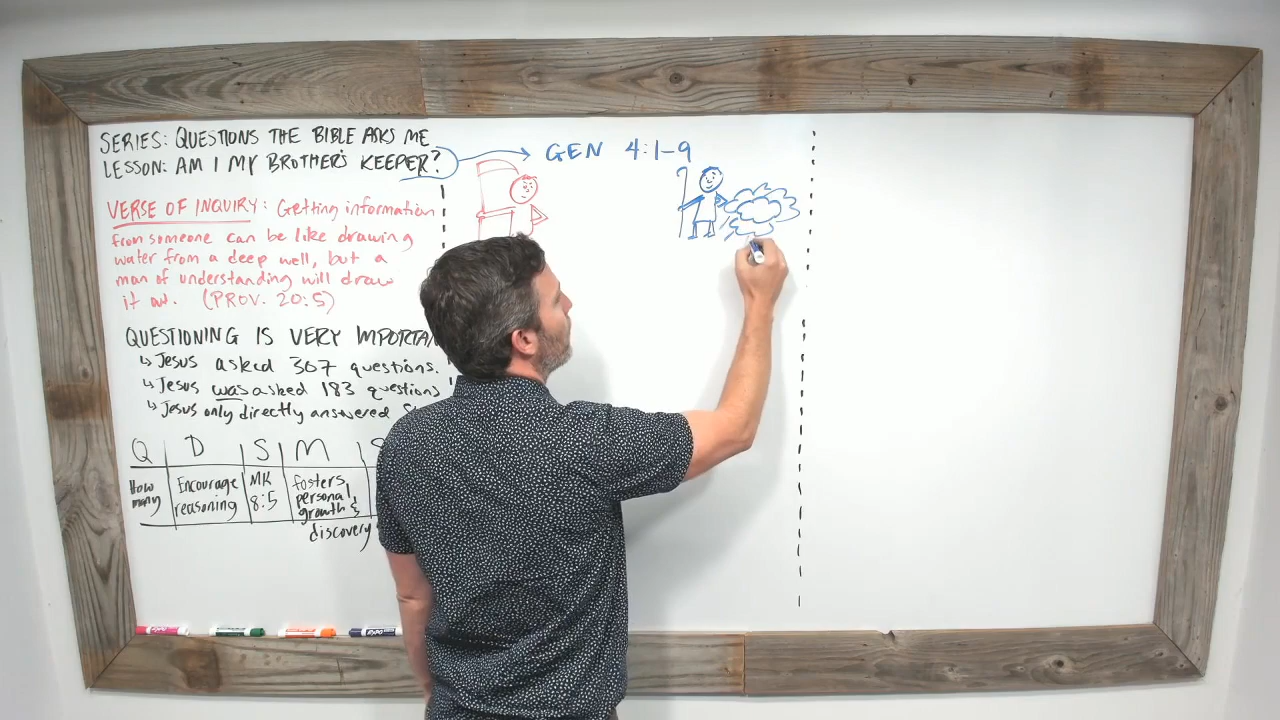 SERIES: QUESTIONS THE BIBLE ASKS ME
LESSON: AM I MY BROTHER'S KEEPER?
GEN 4:1-9
VERSE OF INQUIRY: Getting information
from someone can be like drawing
water from a deep well, but a
man of understanding will draw
it out. (PROV. 20:5)
QUESTIONING IS VERY
Jesus asked 307 questions.
Jesus was asked 183 questions
Jesus only directly answered
Q D S M
How many
Encourage reasoning
MK 8:5
fosters personal growth &
discovery
EXPO